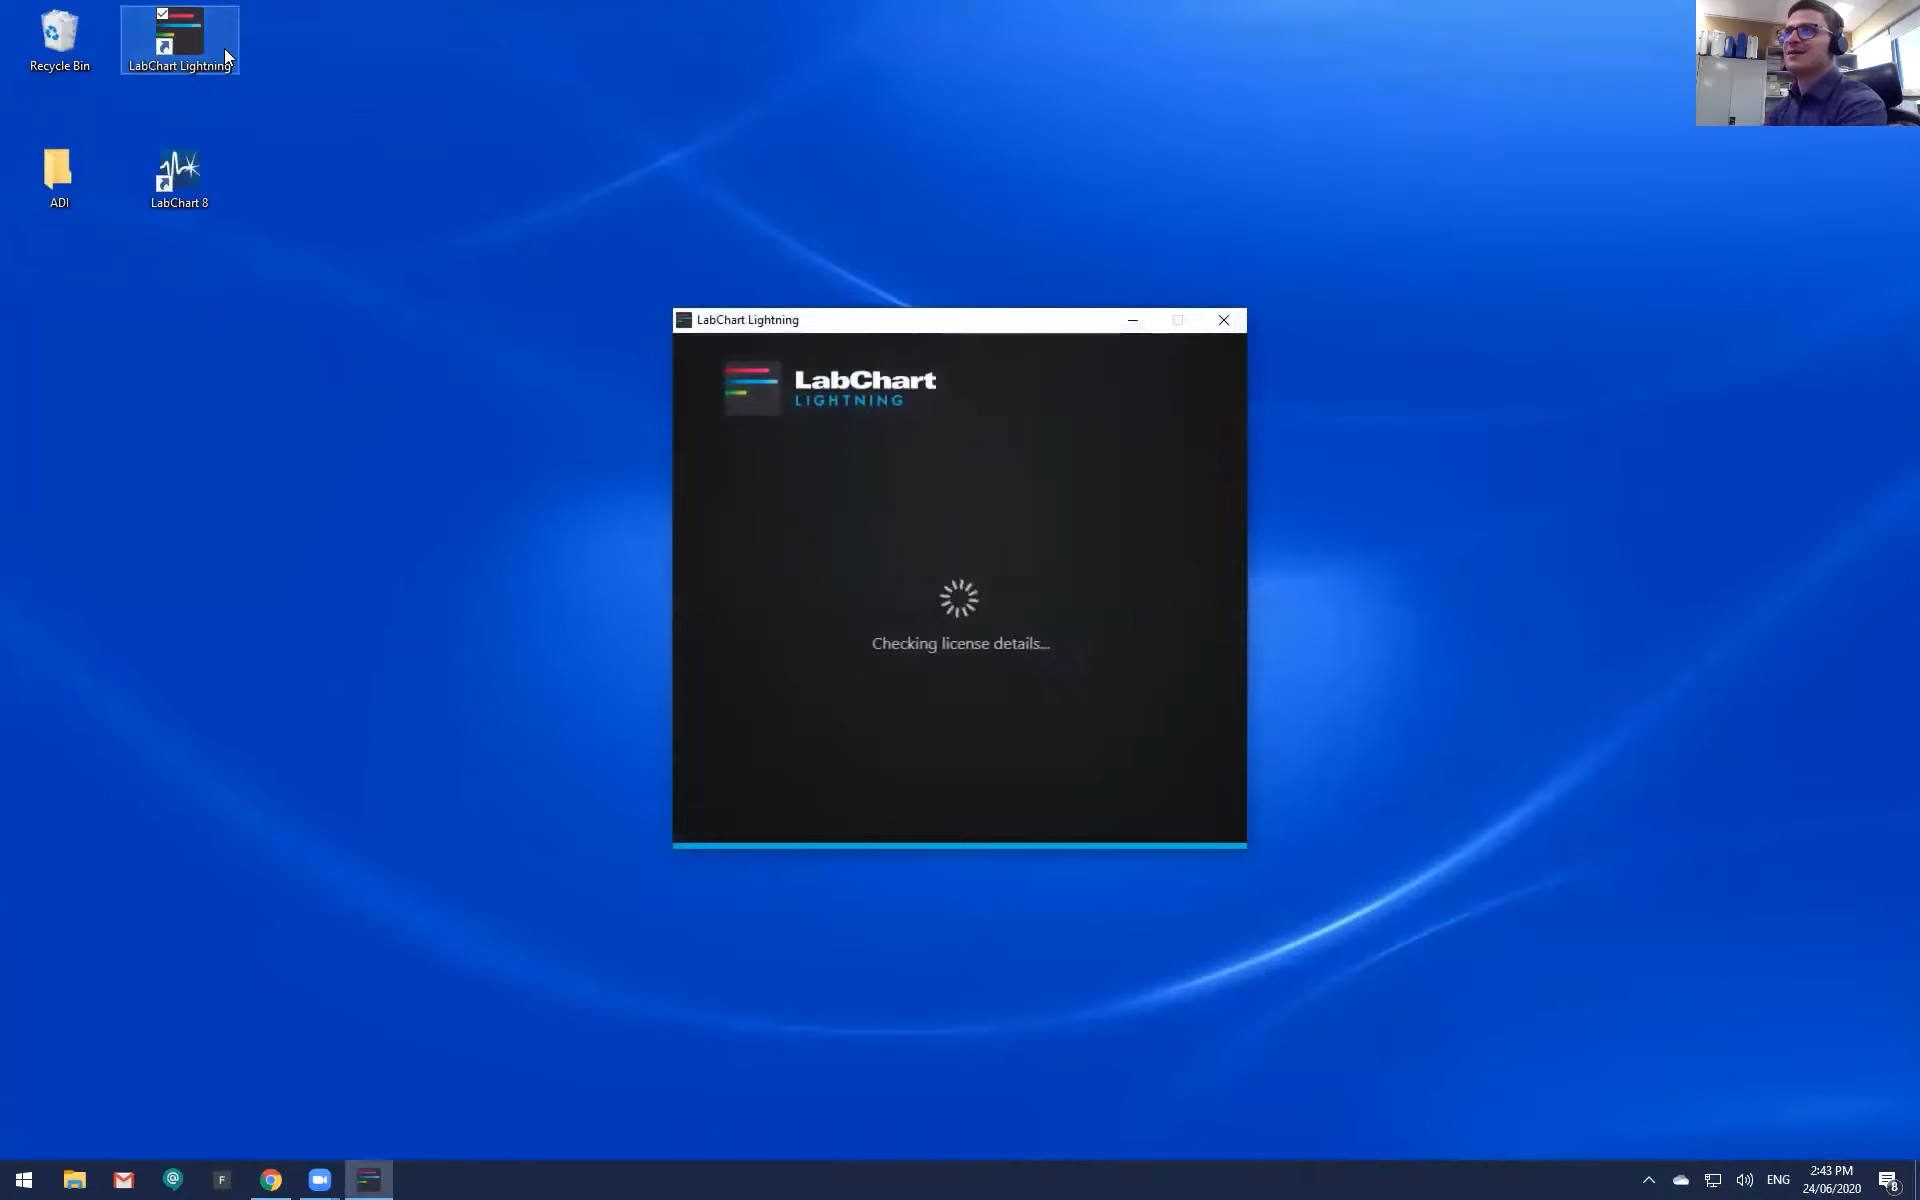 Recycle Bin
LabChart Lightning
ADI
LabChart 8
LabChart Lightning
LabChart
LIGHTNING
Checking license details...
F
ENG
2:43 PM
24/06/2020
8